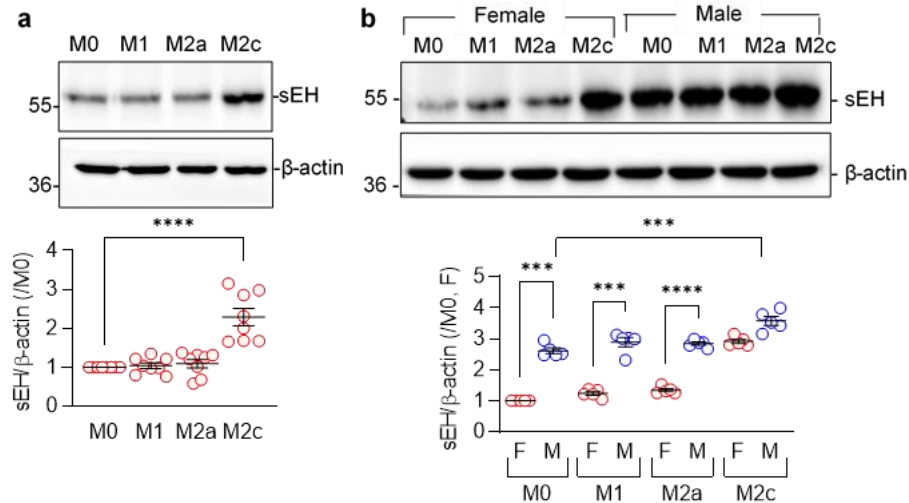 a
M0 M1 M2a M2c
55
sEH
β-actin
36
****
sEH/β-actin (/M0)
4
3
2
1
0
M0 M1 M2a M2c
b
Female Male
M0 M1 M2a M2c M0 M1 M2a M2c
55
sEH
β-actin
36
***
*** *** ****
sEH/β-actin (/M0, F)
5
4
3
2
1
0
F M F M F M F M
M0 M1 M2a M2c